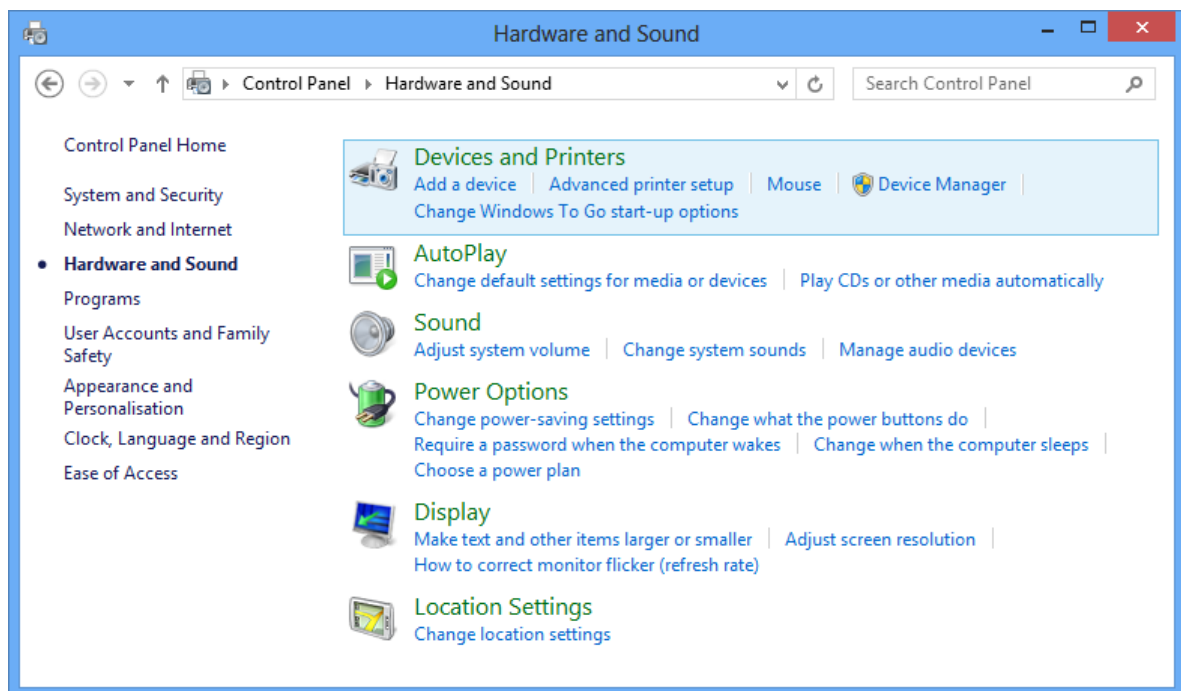 Hardware and Sound
Control Panel Hardware and Sound
Search Control Panel
Control Panel Home
System and Security
Network and Internet
Hardware and Sound
Programs
User Accounts and Family
Safety
Appearance and
Personalisation
Clock, Language and Region
Ease of Access
Devices and Printers
Add a device Advanced printer setup Mouse Device Manager
Change Windows To Go start-up options
AutoPlay
Change default settings for media or devices Play CDs or other media automatically
Sound
Adjust system volume Change system sounds Manage audio devices
Power Options
Change power-saving settings Change what the power buttons do
Require a password when the computer wakes Change when the computer sleeps
Choose a power plan
Display
Make text and other items larger or smaller Adjust screen resolution
How to correct monitor flicker (refresh rate)
Location Settings
Change location settings